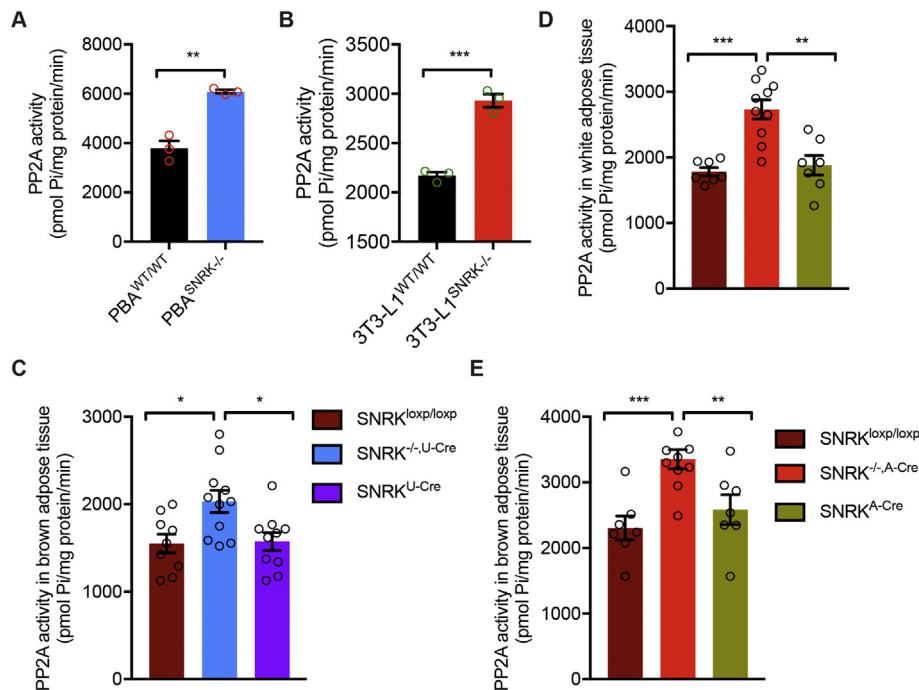 A
PP2A activity
(pmol Pi/mg protein/min)
8000
6000
4000
2000
0
**
PBA^WT/WT
PBA^SNRK-/-
B
PP2A activity
(pmol Pi/mg protein/min)
3500
3000
2500
2000
1500
***
3T3-L1^WT/WT
3T3-L1^SNRK-/-
D
PP2A activity in white adpose tissue
(pmol Pi/mg protein/min)
4000
3000
2000
1000
0
***
**
C
PP2A activity in brown adpose tissue
(pmol Pi/mg protein/min)
3000
2000
1000
0
*
*
SNRK^loxp/loxp
SNRK^-/-,U-Cre
SNRK^U-Cre
E
PP2A activity in brown adpose tissue
(pmol Pi/mg protein/min)
4000
3000
2000
1000
0
***
**
SNRK^loxp/loxp
SNRK^-/-,A-Cre
SNRK^A-Cre